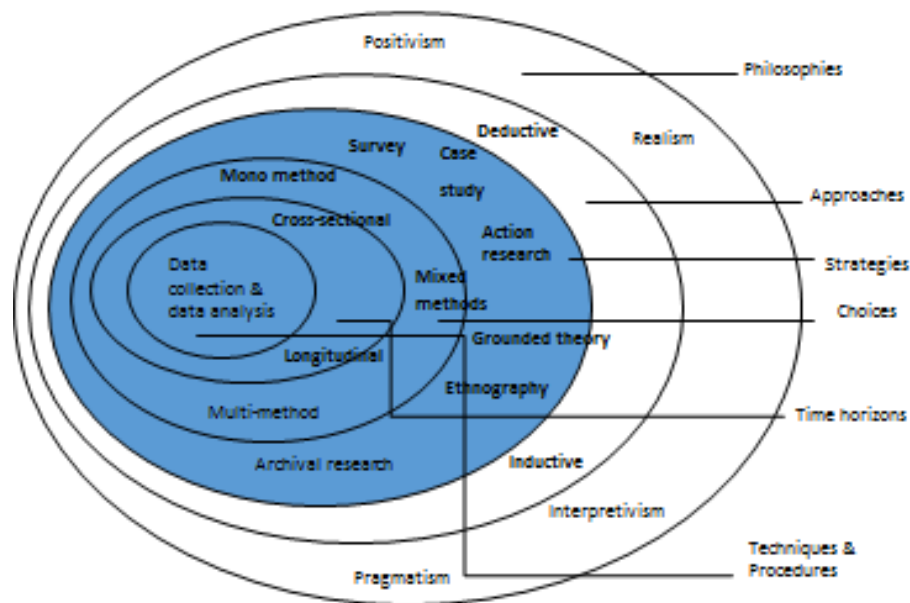 Positivism
Philosophies
Deductive
Realism
Survey
Case
study
Mono method
Approaches
Cross-sectional
Action
research
Strategies
Data
collection &
data analysis
Mixed
methods
Choices
Grounded theory
Longitudinal
Ethnography
Multi-method
Time horizons
Archival research
Inductive
Interpretivism
Techniques &
Procedures
Pragmatism